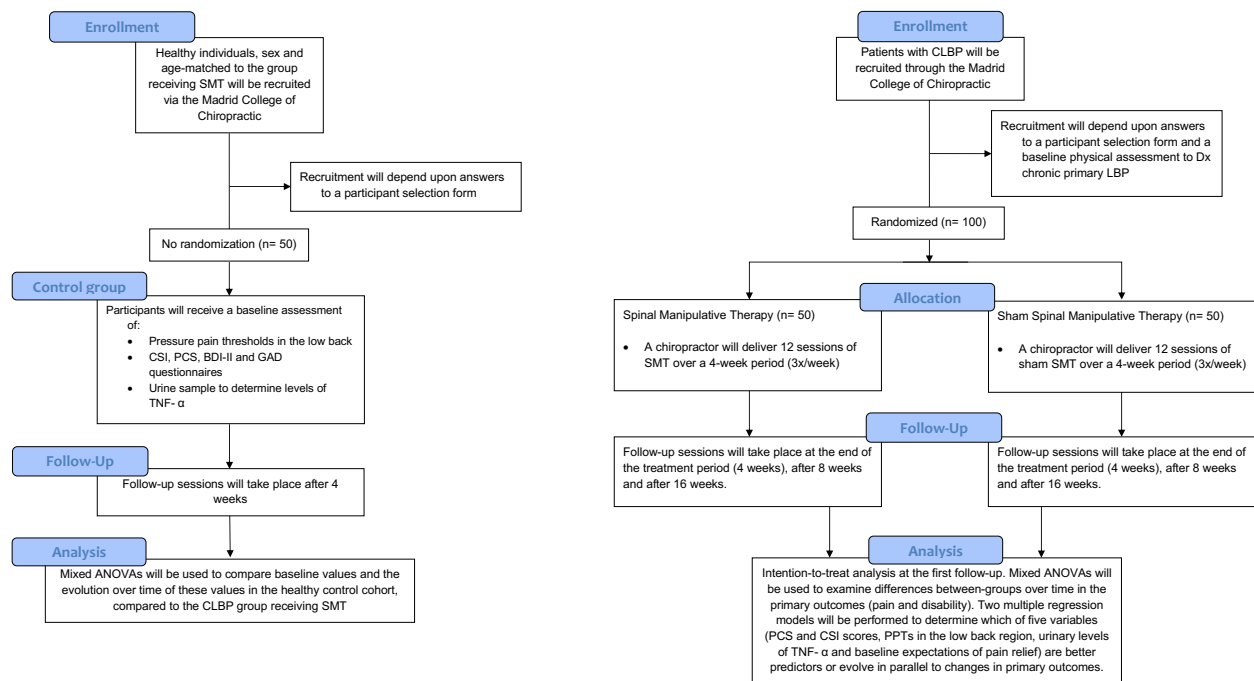 Enrollment
Healthy individuals, sex and
age-matched to the group
receiving SMT will be recruited
via the Madrid College of
Chiropractic
Recruitment will depend upon answers
to a participant selection form
No randomization (n= 50)
Control group
Participants will receive a baseline assessment
of:
• Pressure pain thresholds in the low back
• CSI, PCS, BDI-II and GAD
questionnaires
• Urine sample to determine levels of
TNF- α
Follow-Up
Follow-up sessions will take place after 4
weeks
Analysis
Mixed ANOVAs will be used to compare baseline values and the
evolution over time of these values in the healthy control cohort,
compared to the CLBP group receiving SMT
Enrollment
Patients with CLBP will be
recruited through the Madrid
College of Chiropractic
Recruitment will depend upon answers
to a participant selection form and a
baseline physical assessment to Dx
chronic primary LBP
Randomized (n= 100)
Allocation
Spinal Manipulative Therapy (n= 50)
• A chiropractor will deliver 12 sessions of
SMT over a 4-week period (3x/week)
Sham Spinal Manipulative Therapy (n= 50)
• A chiropractor will deliver 12 sessions of
sham SMT over a 4-week period (3x/week)
Follow-Up
Follow-up sessions will take place at the end of
the treatment period (4 weeks), after 8 weeks
and after 16 weeks.
Follow-up sessions will take place at the end of
the treatment period (4 weeks), after 8 weeks
and after 16 weeks.
Analysis
Intention-to-treat analysis at the first follow-up. Mixed ANOVAs will
be used to examine differences between-groups over time in the
primary outcomes (pain and disability). Two multiple regression
models will be performed to determine which of five variables
(PCS and CSI scores, PPTs in the low back region, urinary levels
of TNF- α and baseline expectations of pain relief) are better
predictors or evolve in parallel to changes in primary outcomes.